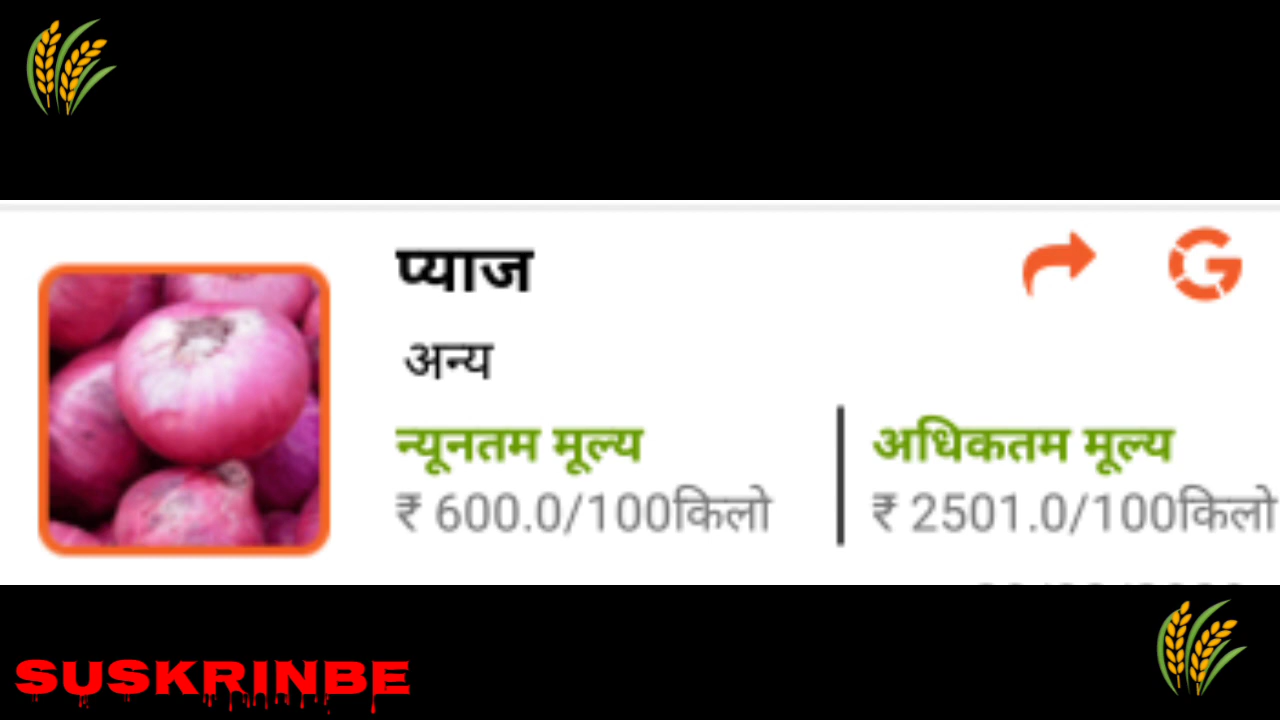 प्याज
अन्य
न्यूनतम मूल्य
₹ 600.0/100किलो
अधिकतम मूल्य
₹ 2501.0/100किलो
SUSKRINBE